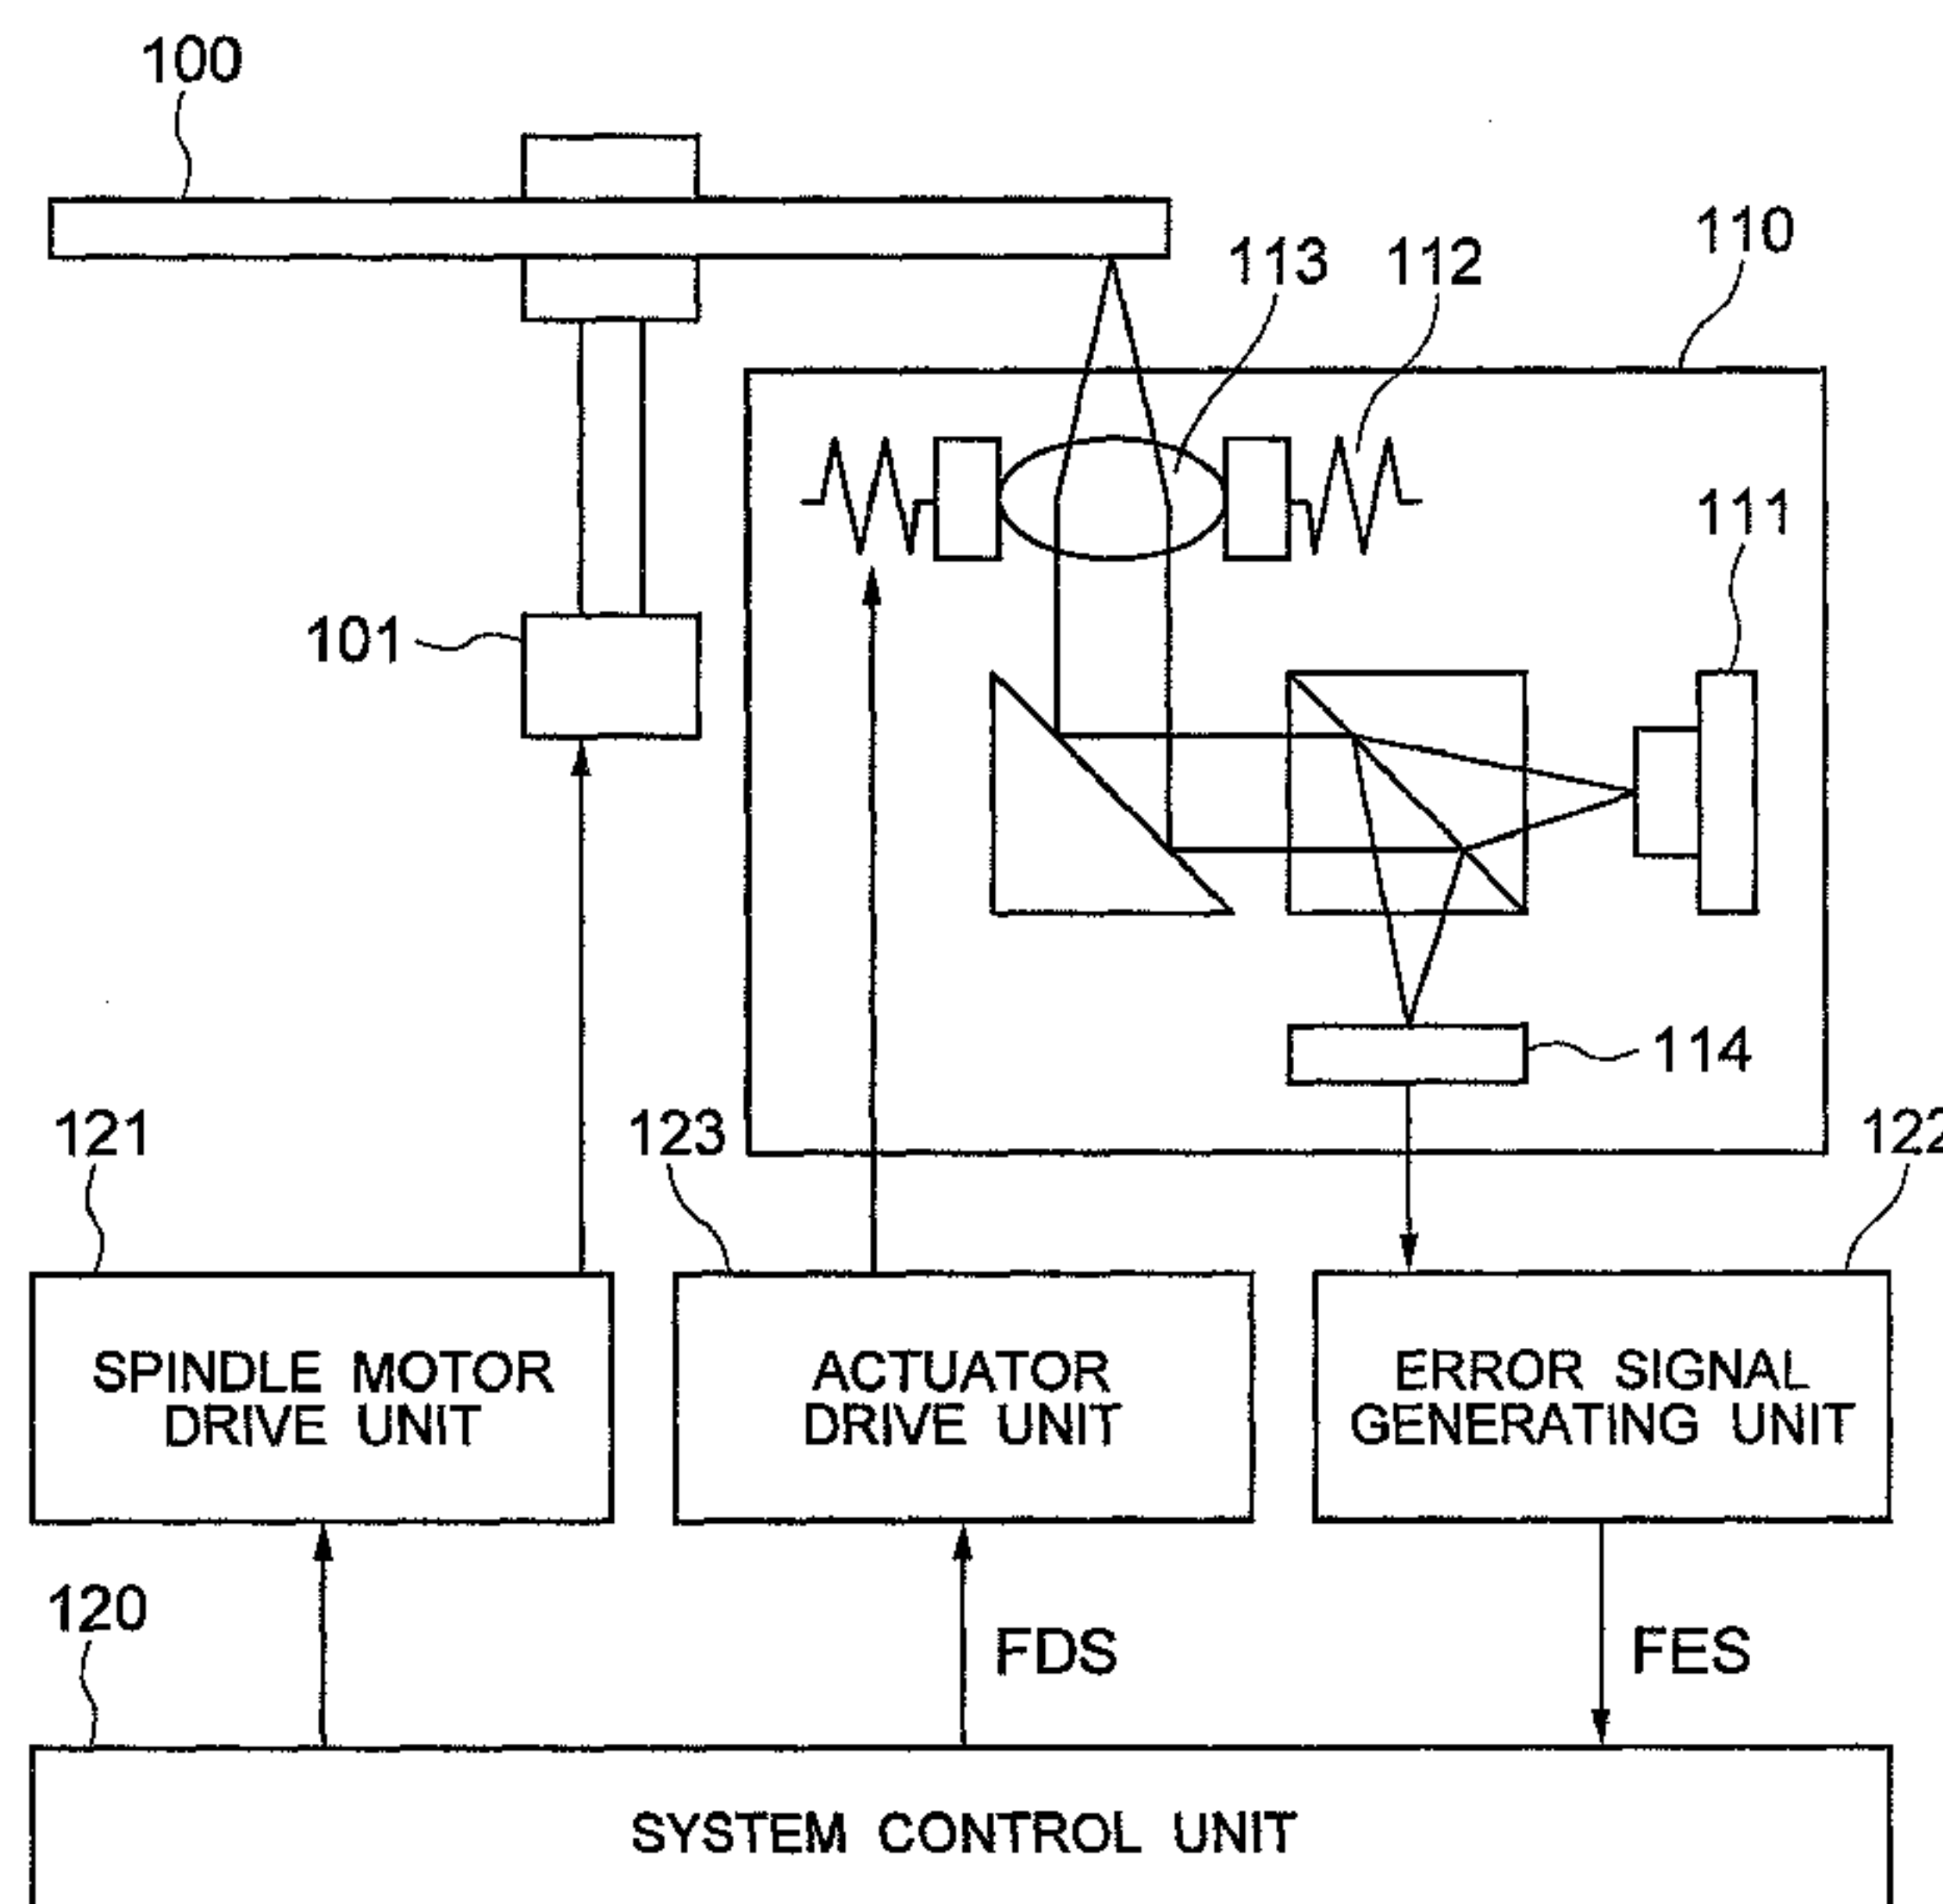 100
113 112
110
111
101
114
121
123
122
SPINDLE MOTOR
DRIVE UNIT
ACTUATOR
DRIVE UNIT
ERROR SIGNAL
GENERATING UNIT
120
FDS
FES
SYSTEM CONTROL UNIT